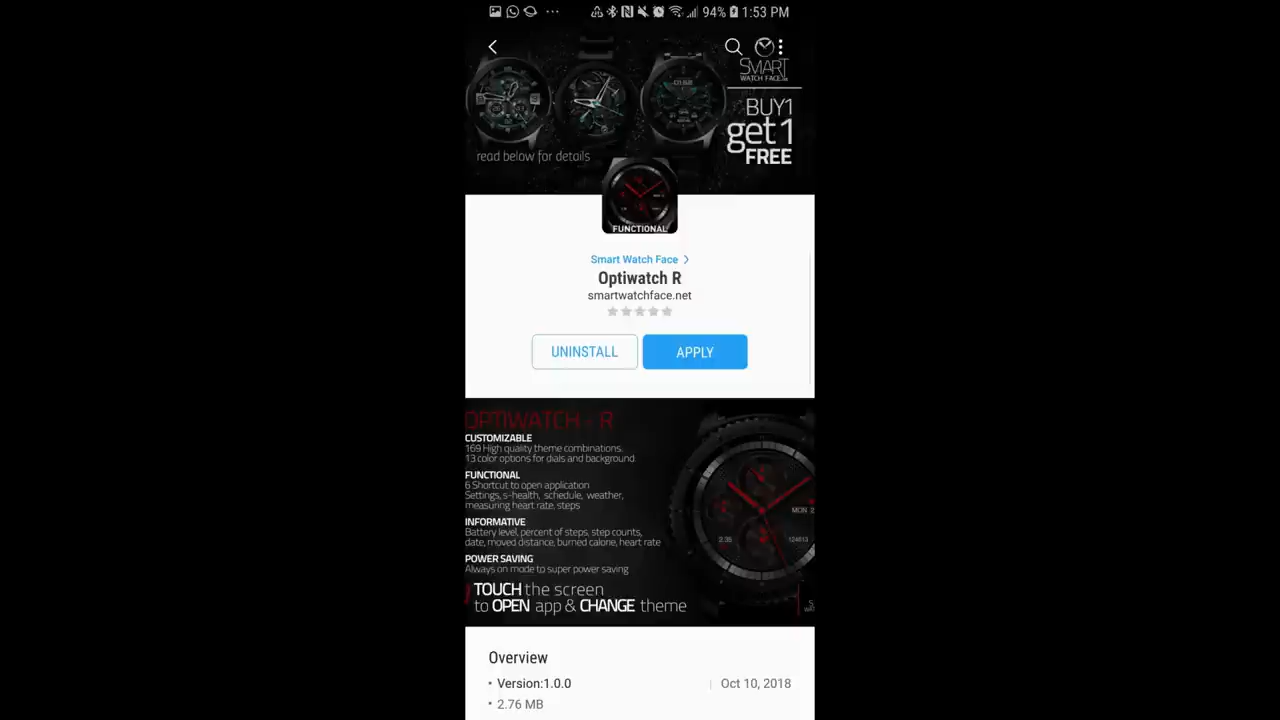 94% 1:53 PM
SMART
WATCH FACE
BUY1
get1
FREE
read below for details
FUNCTIONAL
Smart Watch Face
Optiwatch R
smartwatchface.net
UNINSTALL APPLY
OPTIWATCH - R
CUSTOMIZABLE
169 High quality theme combinations.
13 color options for dials and background.
FUNCTIONAL
6 Shortcut to open application
Settings, s-health, schedule, weather,
measuring heart rate, steps
INFORMATIVE
Battery level, percent of steps, step counts,
date, moved distance, burned calorie, heart rate
POWER SAVING
Always on mode to super power saving
TOUCH the screen
to OPEN app & CHANGE theme
MON 2
2.35
Overview
• Version:1.0.0 | Oct 10, 2018
• 2.76 MB